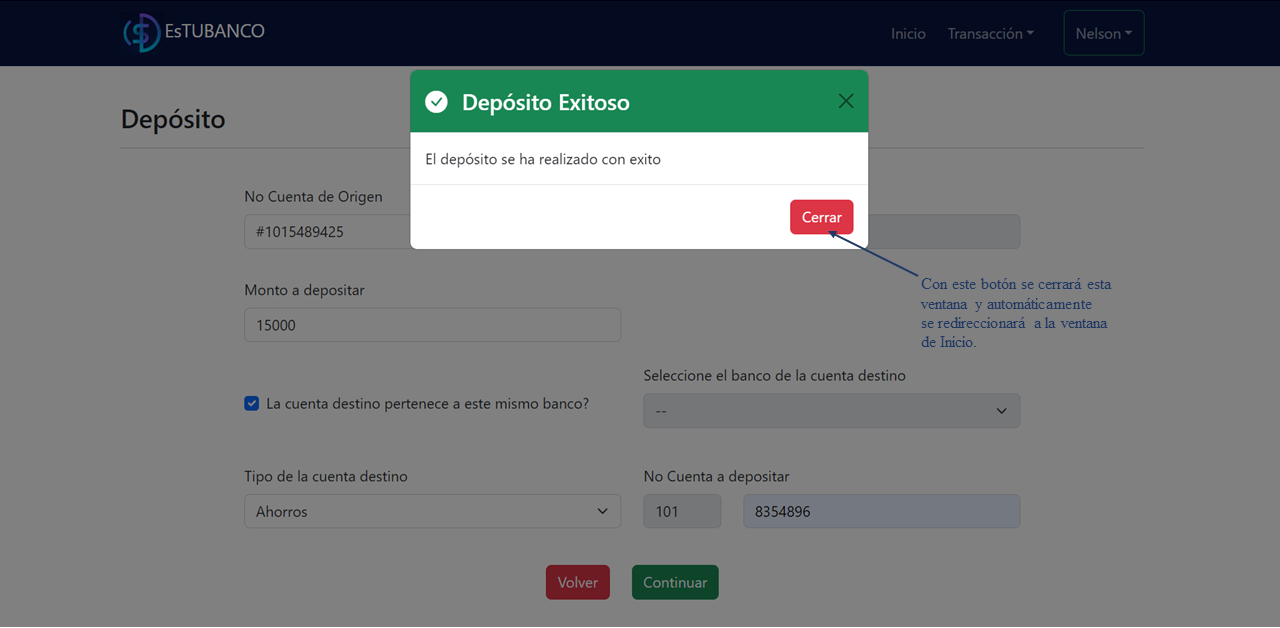 EsTUBANCO
Inicio
Transacción
Nelson
Depósito Exitoso
El depósito se ha realizado con exito
Cerrar
Depósito
No Cuenta de Origen
#1015489425
Con este botón se cerrará esta
ventana y automáticamente
se redireccionará a la ventana
de Inicio.
Monto a depositar
15000
Seleccione el banco de la cuenta destino
La cuenta destino pertenece a este mismo banco?
--
Tipo de la cuenta destino
No Cuenta a depositar
Ahorros
101
8354896
Volver
Continuar